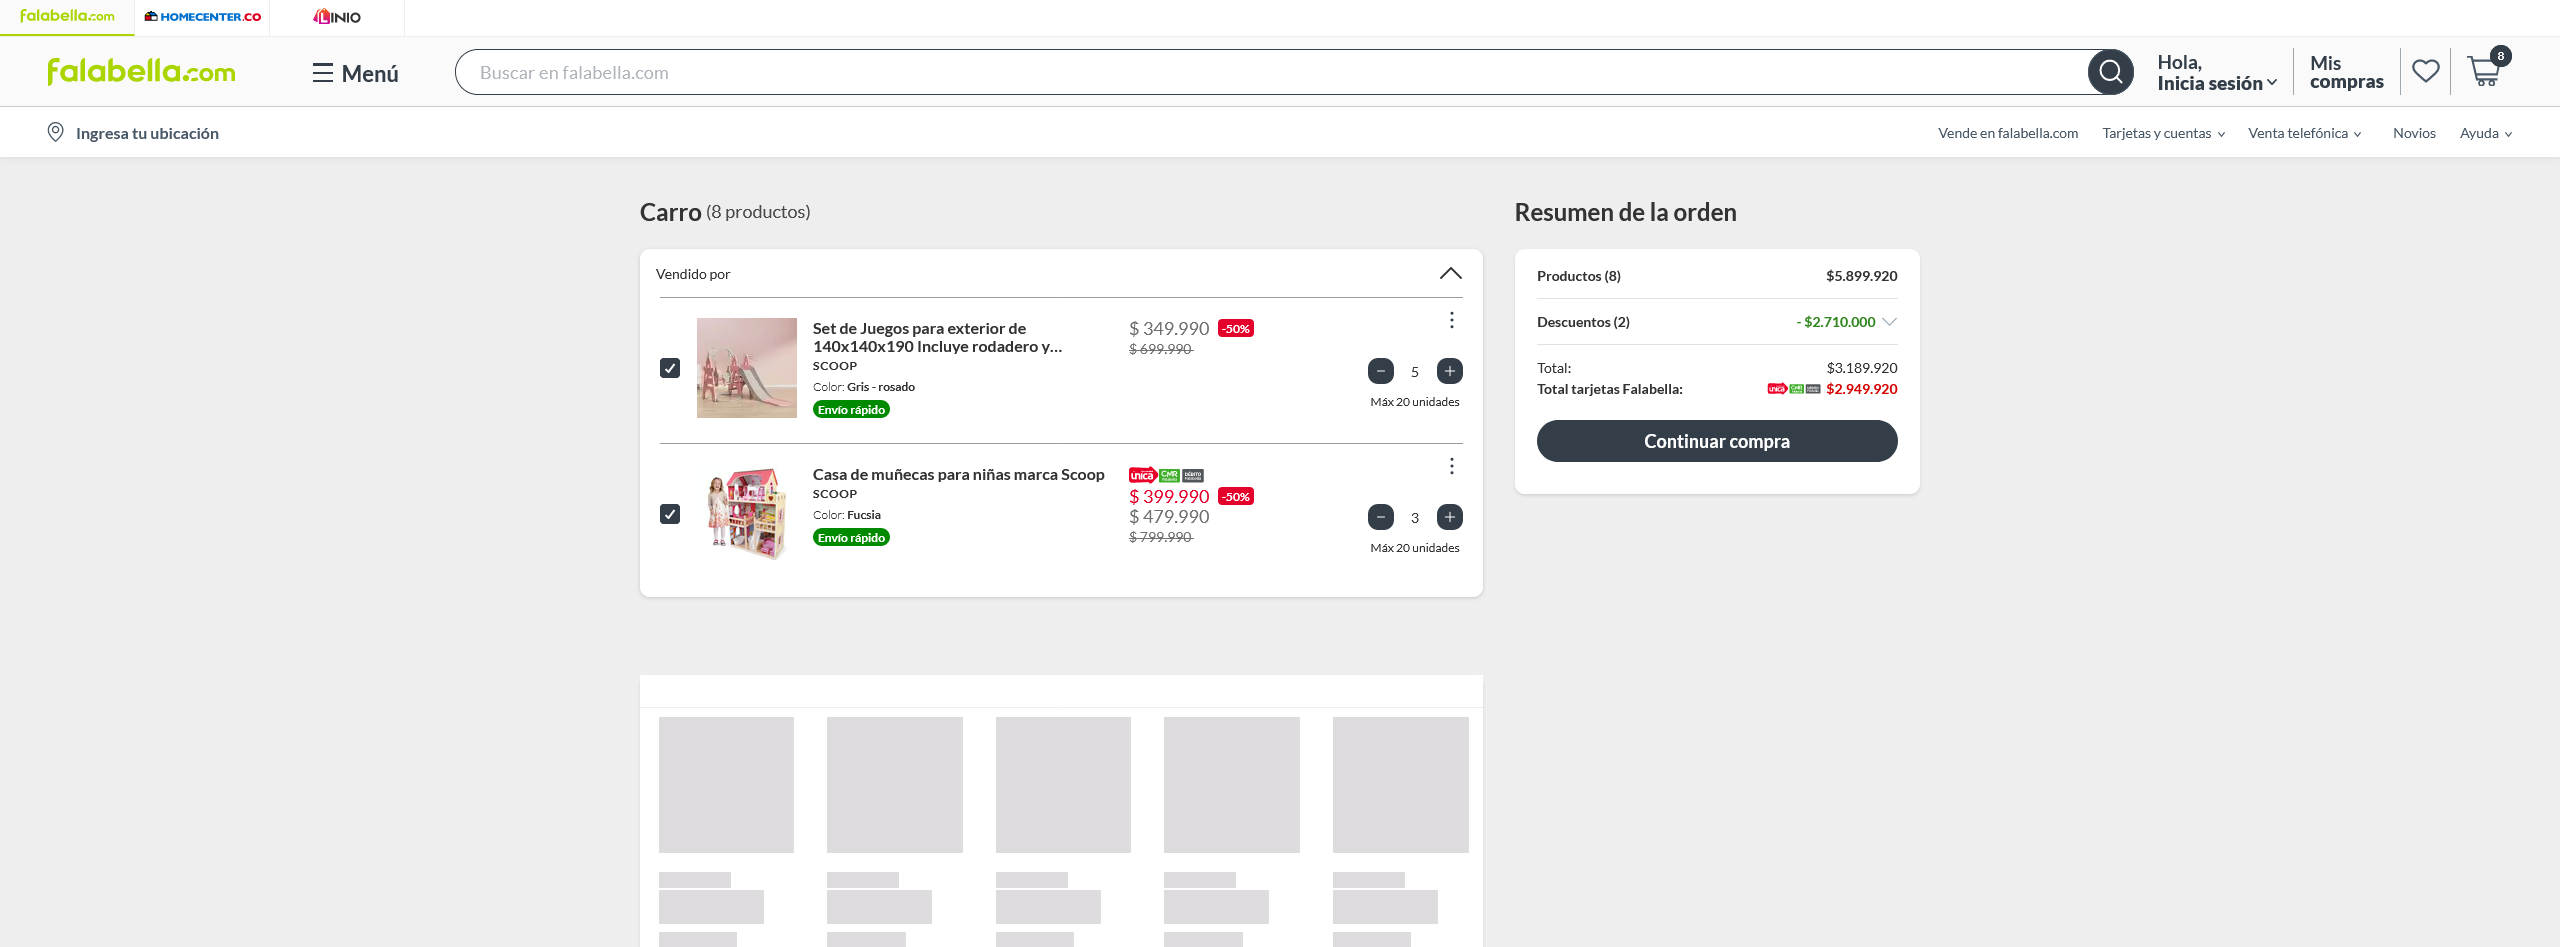 falabella.com
HOMECENTER.CO
LINIO
falabella.com
Menú
Buscar en falabella.com
Hola,
Inicia sesión
Mis
compras
8
Ingresa tu ubicación
Vende en falabella.com
Tarjetas y cuentas
Venta telefónica
Novios
Ayuda
Carro (8 productos)
Vendido por
Set de Juegos para exterior de
140x140x190 Incluye rodadero y...
SCOOP
Color: Gris - rosado
Envío rápido
$ 349.990 -50%
$ 699.990
5
Máx 20 unidades
Casa de muñecas para niñas marca Scoop
SCOOP
Color: Fucsia
Envío rápido
única CMR DEBITO
$ 399.990 -50%
$ 479.990
$ 799.990
3
Máx 20 unidades
Resumen de la orden
Productos (8) $5.899.920
Descuentos (2) - $2.710.000
Total: $3.189.920
Total tarjetas Falabella: única CMR $2.949.920
Continuar compra